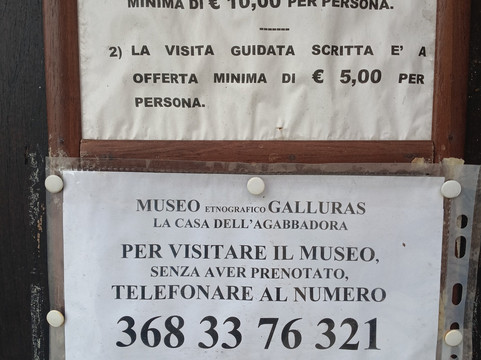 MINIMA DI € 10,00 PER PERSONA.
-------
2) LA VISITA GUIDATA SCRITTA E' A
OFFERTA MINIMA DI € 5,00 PER
PERSONA.
MUSEO ETNOGRAFICO GALLURAS
LA CASA DELL'AGABBADORA
PER VISITARE IL MUSEO,
SENZA AVER PRENOTATO,
TELEFONARE AL NUMERO
368 33 76 321